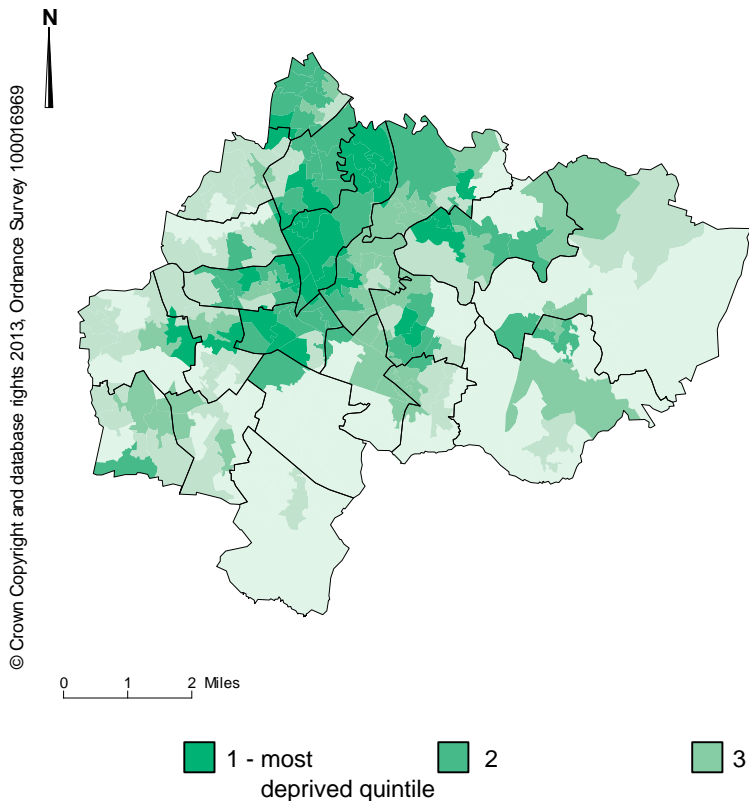 N
© Crown Copyright and database rights 2013, Ordnance Survey 100016969
0 1 2 Miles
1 - most
deprived quintile
2
3